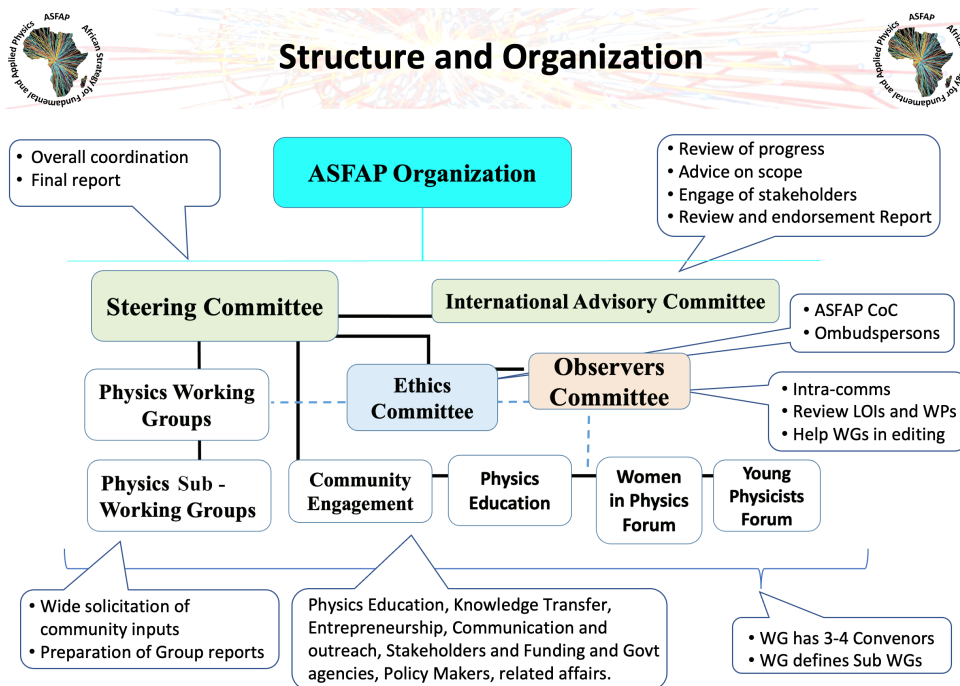 ASFAP
African Strategy for Fundamental and Applied Physics
Structure and Organization
ASFAP
African Strategy for Fundamental and Applied Physics
• Overall coordination
• Final report
ASFAP Organization
• Review of progress
• Advice on scope
• Engage of stakeholders
• Review and endorsement Report
Steering Committee
International Advisory Committee
• ASFAP CoC
• Ombudspersons
Physics Working
Groups
Ethics
Committee
Observers
Committee
• Intra-comms
• Review LOIs and WPs
• Help WGs in editing
Physics Sub -
Working Groups
Community
Engagement
Physics
Education
Women
in Physics
Forum
Young
Physicists
Forum
• Wide solicitation of
community inputs
• Preparation of Group reports
Physics Education, Knowledge Transfer,
Entrepreneurship, Communication and
outreach, Stakeholders and Funding and Govt
agencies, Policy Makers, related affairs.
• WG has 3-4 Convenors
• WG defines Sub WGs